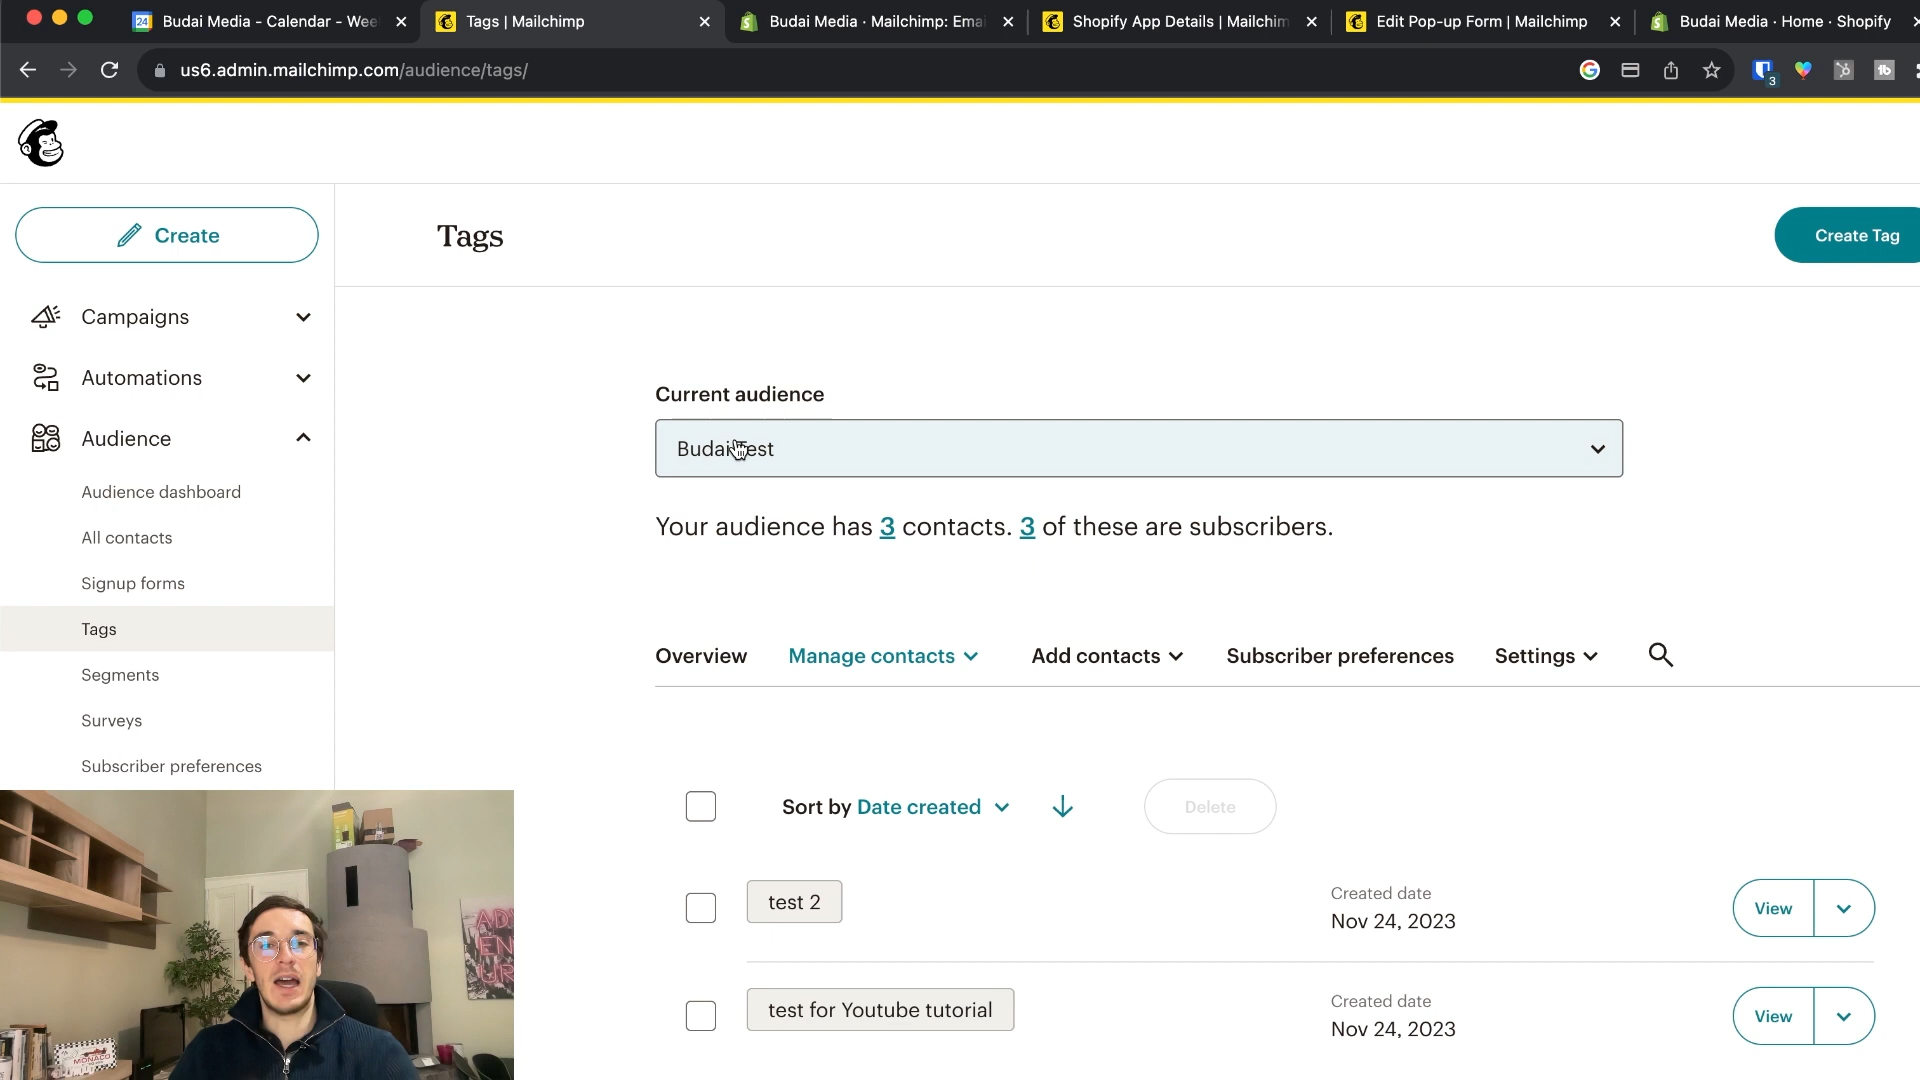 Budai Media - Calendar - Wee
Tags | Mailchimp
Budai Media · Mailchimp: Emai
Shopify App Details | Mailchim
Edit Pop-up Form | Mailchimp
Budai Media · Home · Shopify
us6.admin.mailchimp.com/audience/tags/
3
Create
Tags
Create Tag
Campaigns
Automations
Audience
Audience dashboard
All contacts
Signup forms
Tags
Segments
Surveys
Subscriber preferences
Current audience
Budai Test
Your audience has 3 contacts. 3 of these are subscribers.
Overview
Manage contacts
Add contacts
Subscriber preferences
Settings
Sort by Date created
Delete
test 2
Created date
Nov 24, 2023
View
test for Youtube tutorial
Created date
Nov 24, 2023
View
MONACO